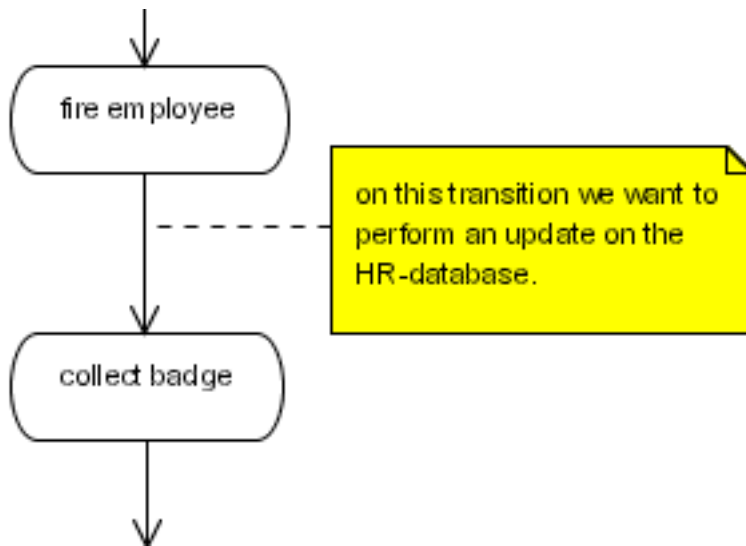 fire employee
on this transition we want to
perform an update on the
HR-database.
collect badge